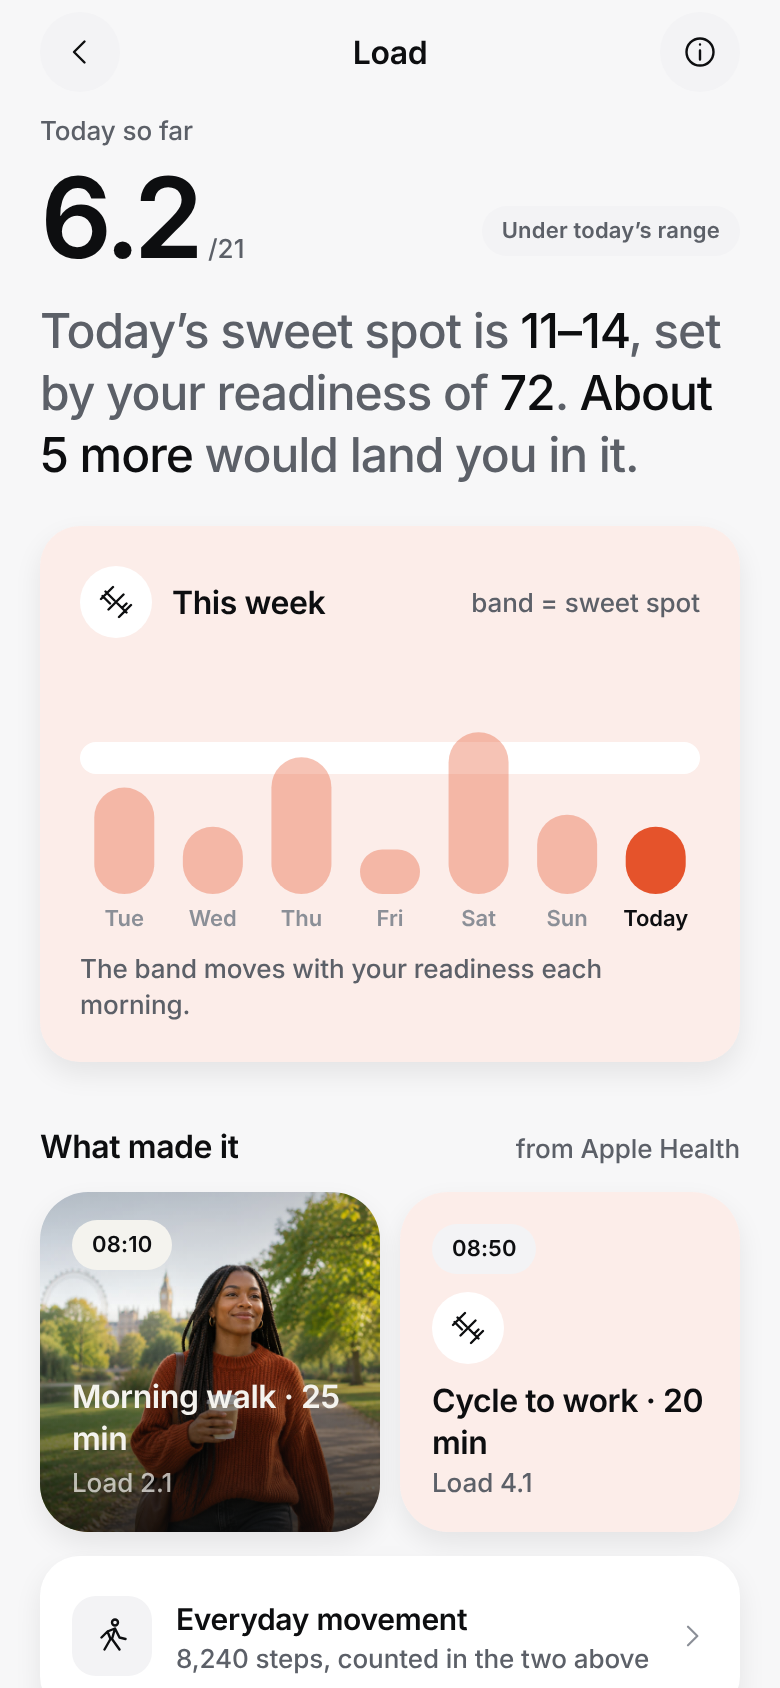 Load
Today so far
6.2 /21
Under today’s range
Today’s sweet spot is 11–14, set
by your readiness of 72. About
5 more would land you in it.
This week
band = sweet spot
Tue Wed Thu Fri Sat Sun Today
The band moves with your readiness each
morning.
What made it
from Apple Health
08:10
Morning walk · 25
min
Load 2.1
08:50
Cycle to work · 20
min
Load 4.1
Everyday movement
8,240 steps, counted in the two above